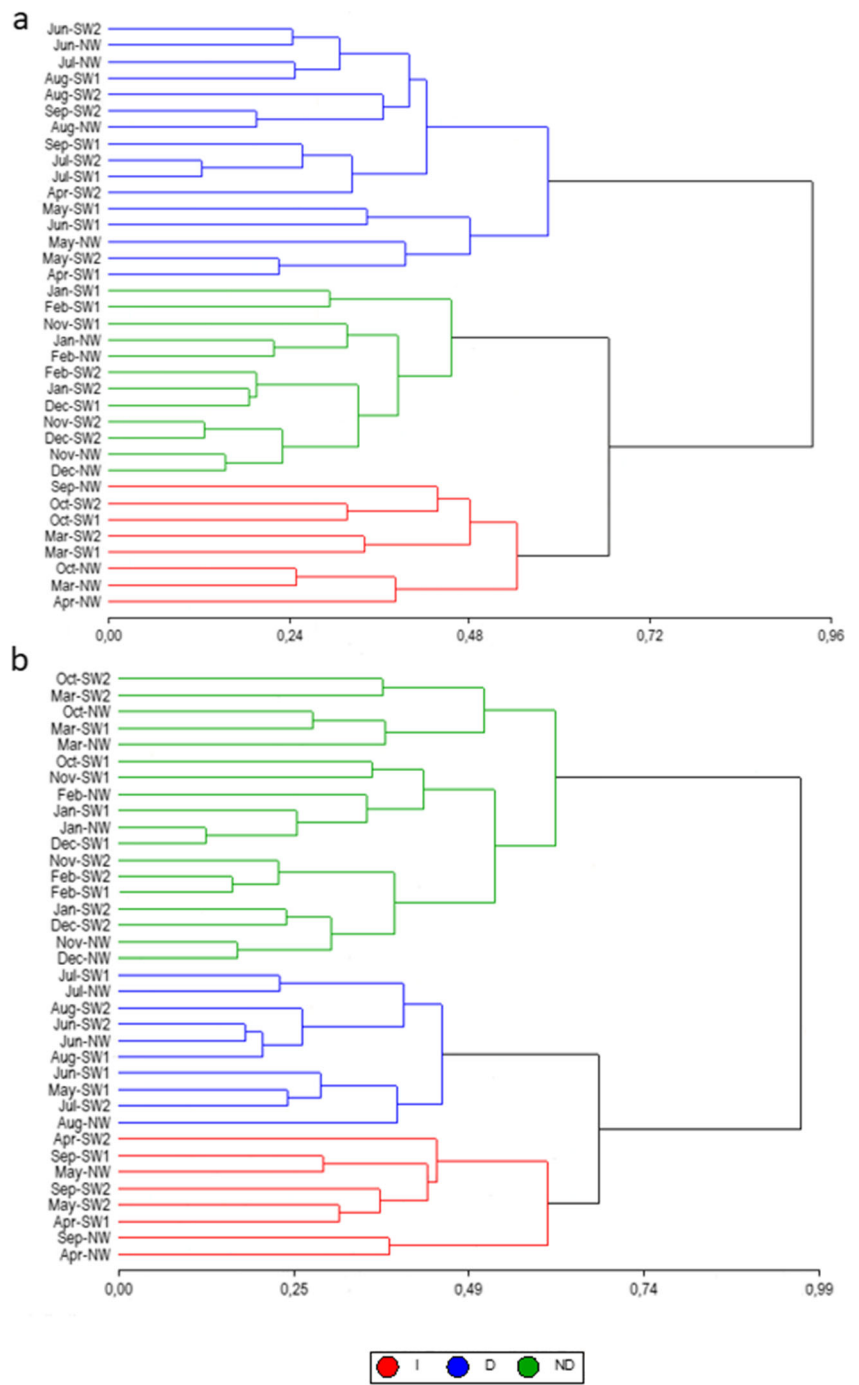 a
Jun-SW2
Jun-NW
Jul-NW
Aug-SW1
Aug-SW2
Sep-SW2
Aug-NW
Sep-SW1
Jul-SW2
Jul-SW1
Apr-SW2
May-SW1
Jun-SW1
May-NW
May-SW2
Apr-SW1
Jan-SW1
Feb-SW1
Nov-SW1
Jan-NW
Feb-NW
Feb-SW2
Jan-SW2
Dec-SW1
Nov-SW2
Dec-SW2
Nov-NW
Dec-NW
Sep-NW
Oct-SW2
Oct-SW1
Mar-SW2
Mar-SW1
Oct-NW
Mar-NW
Apr-NW
0,00 0,24 0,48 0,72 0,96
b
Oct-SW2
Mar-SW2
Oct-NW
Mar-SW1
Mar-NW
Oct-SW1
Nov-SW1
Feb-NW
Jan-SW1
Jan-NW
Dec-SW1
Nov-SW2
Feb-SW2
Feb-SW1
Jan-SW2
Dec-SW2
Nov-NW
Dec-NW
Jul-SW1
Jul-NW
Aug-SW2
Jun-SW2
Jun-NW
Aug-SW1
Jun-SW1
May-SW1
Jul-SW2
Aug-NW
Apr-SW2
Sep-SW1
May-NW
Sep-SW2
May-SW2
Apr-SW1
Sep-NW
Apr-NW
0,00 0,25 0,49 0,74 0,99
I D ND